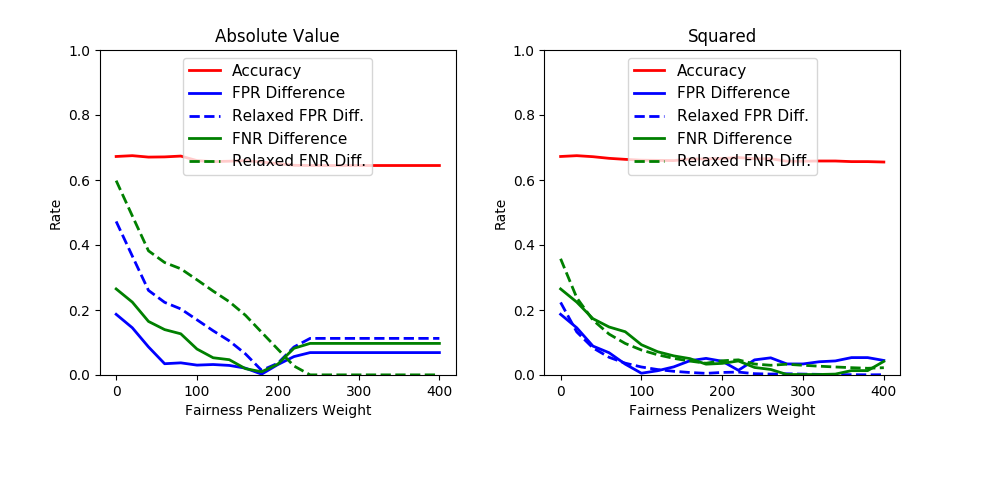 Absolute Value
1.0
0.8
0.6
0.4
0.2
0.0
Rate
Accuracy
FPR Difference
Relaxed FPR Diff.
FNR Difference
Relaxed FNR Diff.
0 100 200 300 400
Fairness Penalizers Weight
Squared
1.0
0.8
0.6
0.4
0.2
0.0
Rate
Accuracy
FPR Difference
Relaxed FPR Diff.
FNR Difference
Relaxed FNR Diff.
0 100 200 300 400
Fairness Penalizers Weight